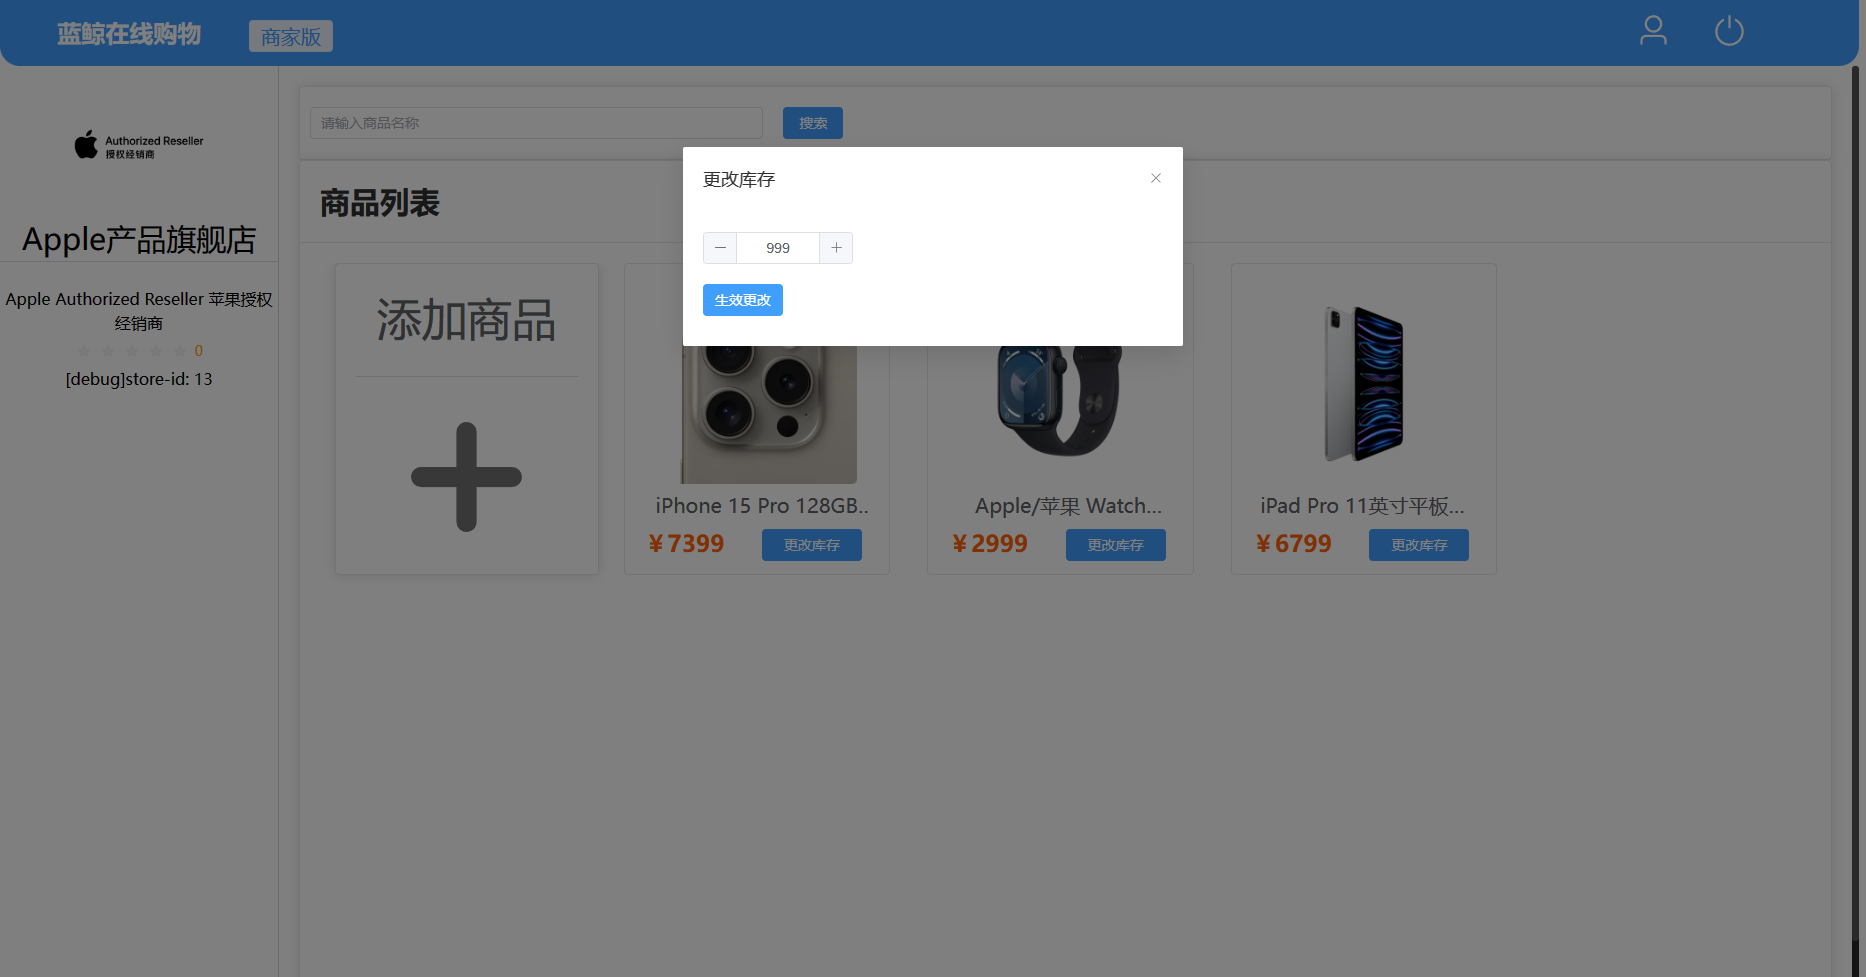 蓝鲸在线购物
商家版
Authorized Reseller
授权经销商
Apple产品旗舰店
Apple Authorized Reseller 苹果授权
经销商
0
[debug]store-id: 13
请输入商品名称
搜索
商品列表
更改库存
999
生效更改
添加商品
iPhone 15 Pro 128GB..
¥7399
更改库存
Apple/苹果 Watch...
¥2999
更改库存
iPad Pro 11英寸平板...
¥6799
更改库存